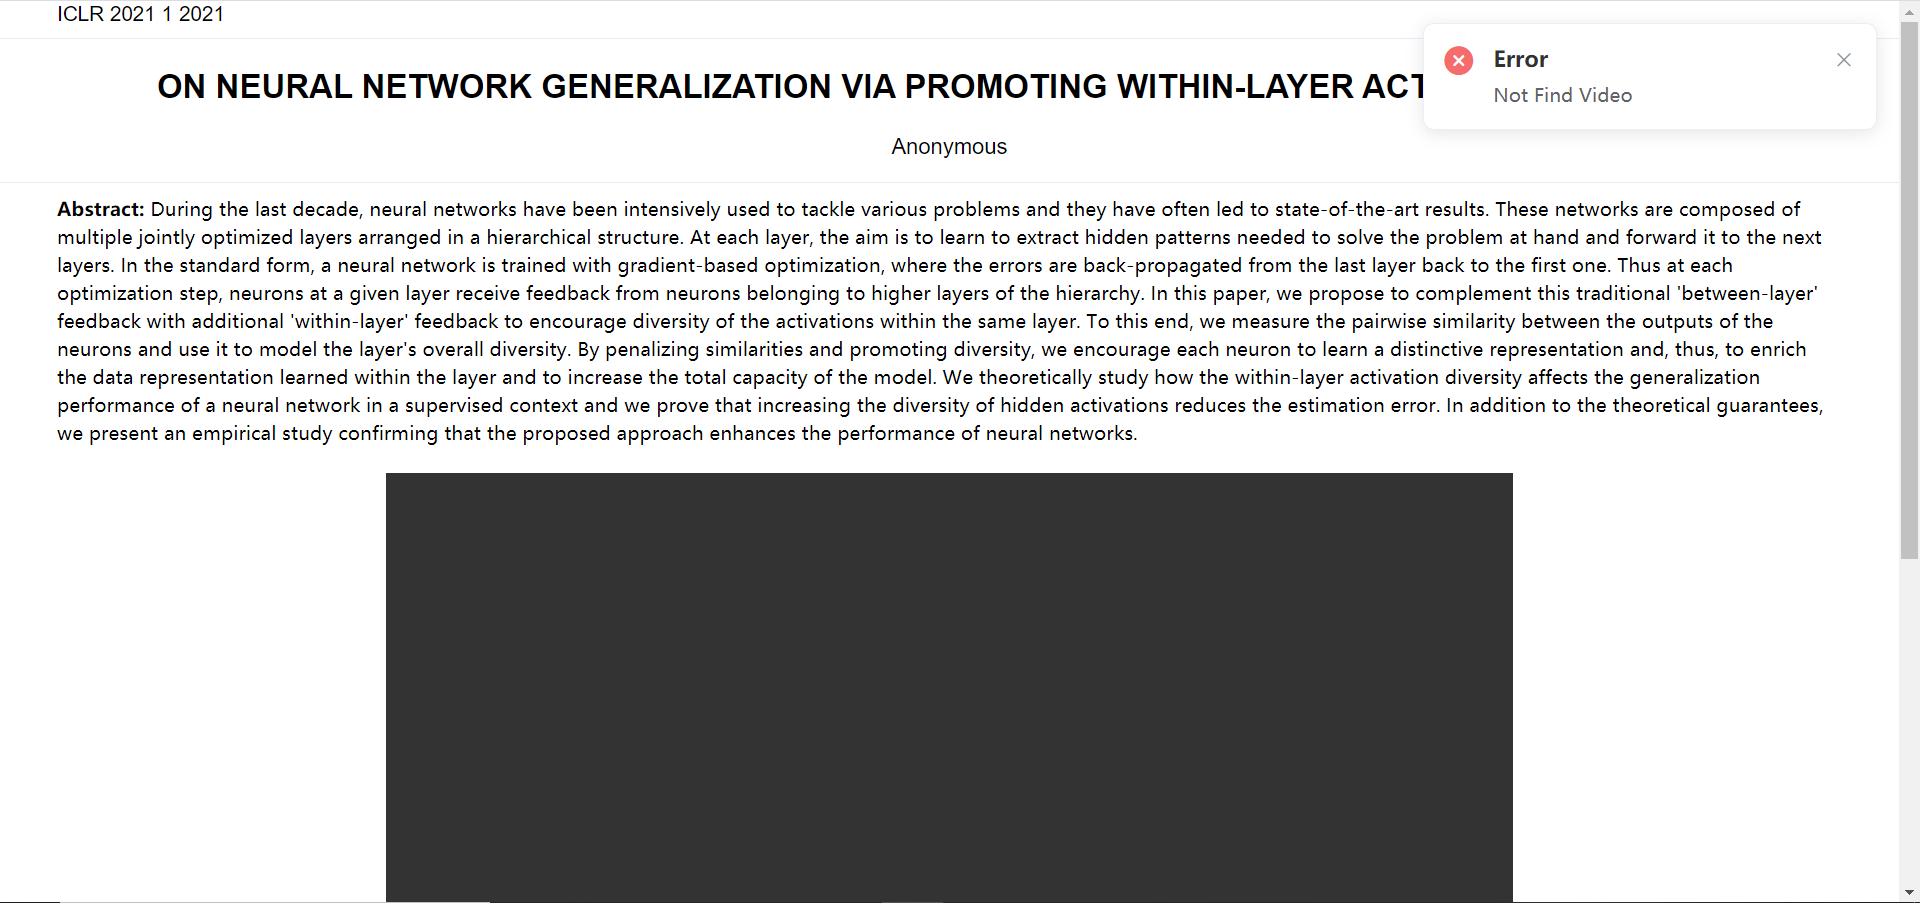 ICLR 2021 1 2021
ON NEURAL NETWORK GENERALIZATION VIA PROMOTING WITHIN-LAYER
Error
Not Find Video
Anonymous
Abstract: During the last decade, neural networks have been intensively used to tackle various problems and they have often led to state-of-the-art results. These networks are composed of
multiple jointly optimized layers arranged in a hierarchical structure. At each layer, the aim is to learn to extract hidden patterns needed to solve the problem at hand and forward it to the next
layers. In the standard form, a neural network is trained with gradient-based optimization, where the errors are back-propagated from the last layer back to the first one. Thus at each
optimization step, neurons at a given layer receive feedback from neurons belonging to higher layers of the hierarchy. In this paper, we propose to complement this traditional 'between-layer'
feedback with additional 'within-layer' feedback to encourage diversity of the activations within the same layer. To this end, we measure the pairwise similarity between the outputs of the
neurons and use it to model the layer's overall diversity. By penalizing similarities and promoting diversity, we encourage each neuron to learn a distinctive representation and, thus, to enrich
the data representation learned within the layer and to increase the total capacity of the model. We theoretically study how the within-layer activation diversity affects the generalization
performance of a neural network in a supervised context and we prove that increasing the diversity of hidden activations reduces the estimation error. In addition to the theoretical guarantees,
we present an empirical study confirming that the proposed approach enhances the performance of neural networks.